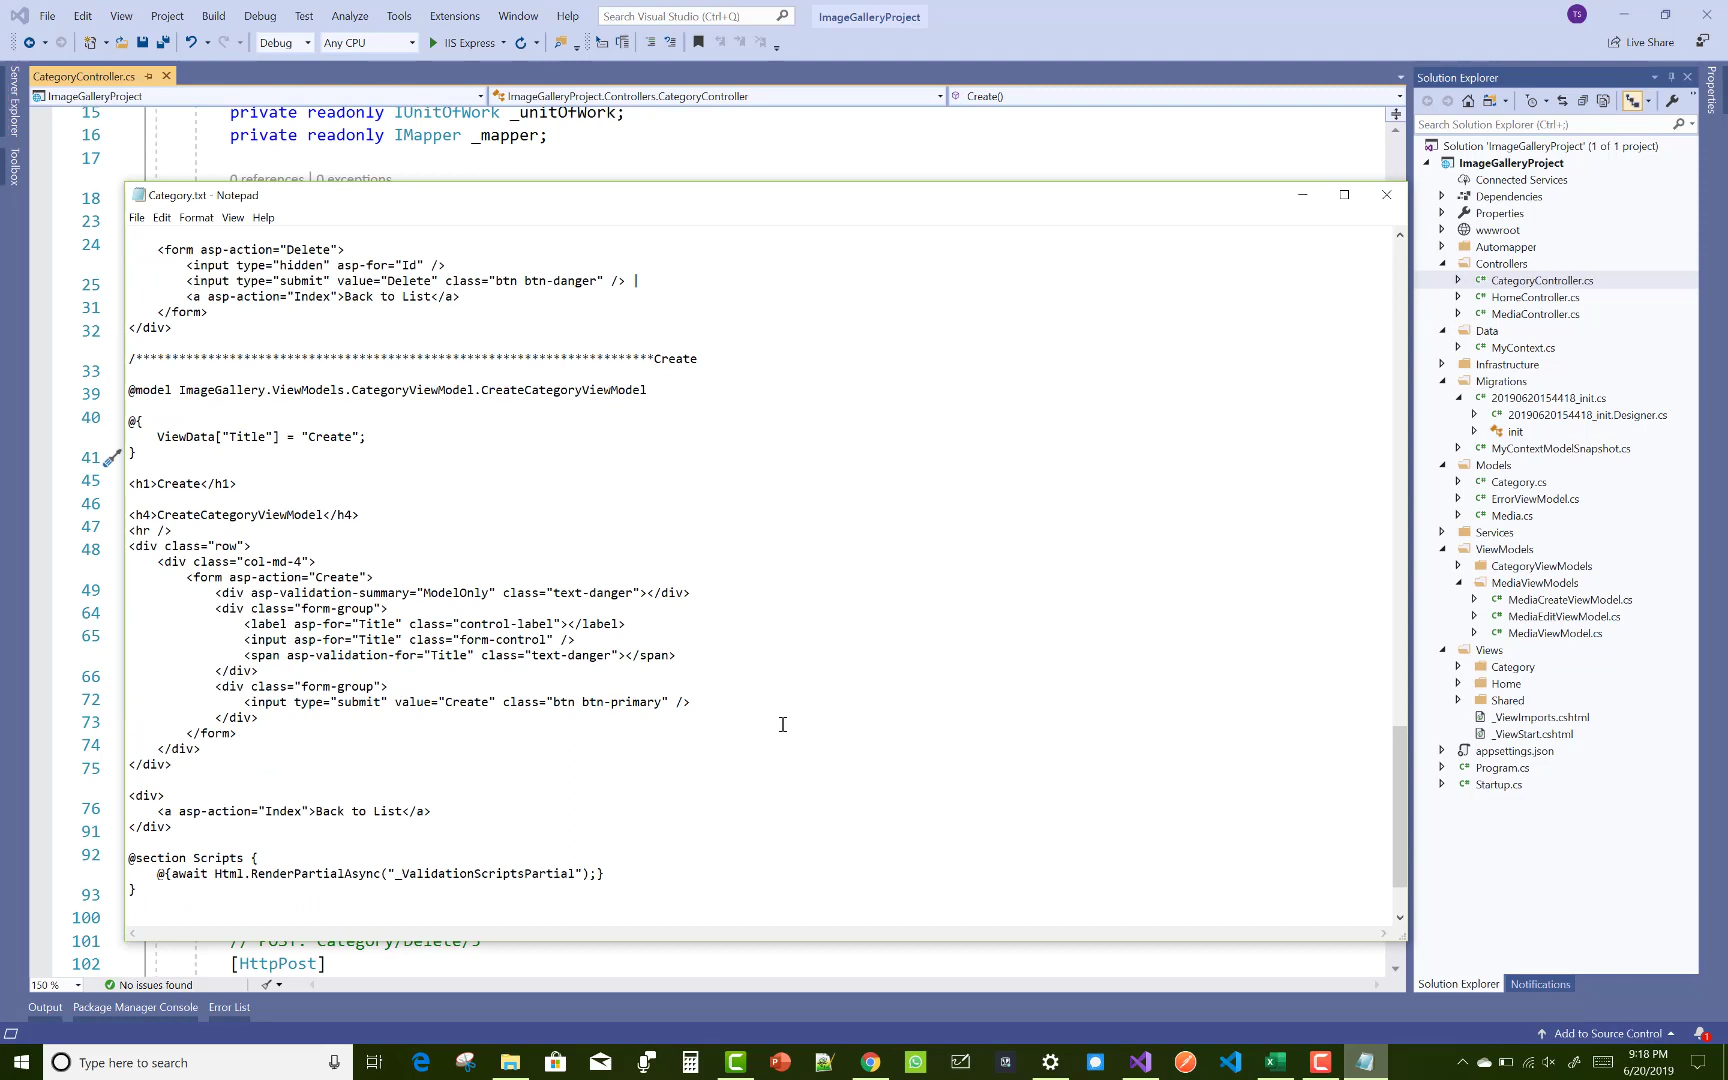 File Edit View Project Build Debug Test Analyze Tools Extensions Window Help Search Visual Studio (Ctrl+Q) ImageGalleryProject TS
Debug Any CPU IIS Express Live Share
Server Explorer
Toolbox
Properties
CategoryController.cs
ImageGalleryProject ImageGalleryProject.Controllers.CategoryController Create()
15 private readonly IUnitOfWork _unitOfWork;
16 private readonly IMapper _mapper;
17
0 references | 0 exceptions
18
23
24
25
31
32
33
39
40
41
45
46
47
48
49
64
65
66
72
73
74
75
76
91
92
93
100
101 // POST: Category/Delete/5
102 [HttpPost]
Category.txt - Notepad
File Edit Format View Help
<form asp-action="Delete">
<input type="hidden" asp-for="Id" />
<input type="submit" value="Delete" class="btn btn-danger" /> |
<a asp-action="Index">Back to List</a>
</form>
</div>
/************************************************************************Create
@model ImageGallery.ViewModels.CategoryViewModel.CreateCategoryViewModel
@{
ViewData["Title"] = "Create";
}
<h1>Create</h1>
<h4>CreateCategoryViewModel</h4>
<hr />
<div class="row">
<div class="col-md-4">
<form asp-action="Create">
<div asp-validation-summary="ModelOnly" class="text-danger"></div>
<div class="form-group">
<label asp-for="Title" class="control-label"></label>
<input asp-for="Title" class="form-control" />
<span asp-validation-for="Title" class="text-danger"></span>
</div>
<div class="form-group">
<input type="submit" value="Create" class="btn btn-primary" />
</div>
</form>
</div>
</div>
<div>
<a asp-action="Index">Back to List</a>
</div>
@section Scripts {
@{await Html.RenderPartialAsync("_ValidationScriptsPartial");}
}
150 % No issues found
Output Package Manager Console Error List
Solution Explorer
Search Solution Explorer (Ctrl+;)
Solution 'ImageGalleryProject' (1 of 1 project)
ImageGalleryProject
Connected Services
Dependencies
Properties
wwwroot
Automapper
Controllers
C# CategoryController.cs
C# HomeController.cs
C# MediaController.cs
Data
C# MyContext.cs
Infrastructure
Migrations
C# 20190620154418_init.cs
C# 20190620154418_init.Designer.cs
init
C# MyContextModelSnapshot.cs
Models
C# Category.cs
C# ErrorViewModel.cs
C# Media.cs
Services
ViewModels
CategoryViewModels
MediaViewModels
C# MediaCreateViewModel.cs
C# MediaEditViewModel.cs
C# MediaViewModel.cs
Views
Category
Home
Shared
_ViewImports.cshtml
_ViewStart.cshtml
appsettings.json
C# Program.cs
C# Startup.cs
Solution Explorer Notifications
Add to Source Control 1
Type here to search
9:18 PM
6/20/2019